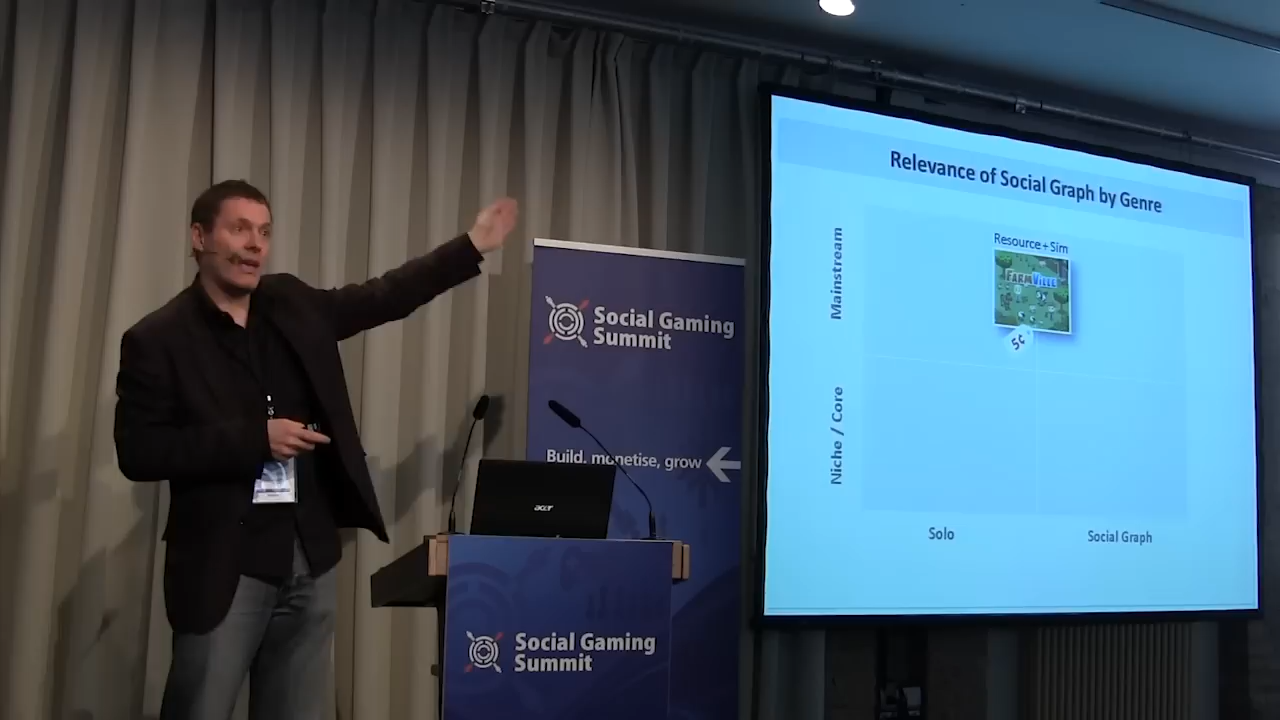 Relevance of Social Graph by Genre
Mainstream
Resource + Sim
FARMVILLE
5¢
Niche / Core
Solo
Social Graph
Social Gaming
Summit
Build, monetise, grow
acer
Social Gaming
Summit